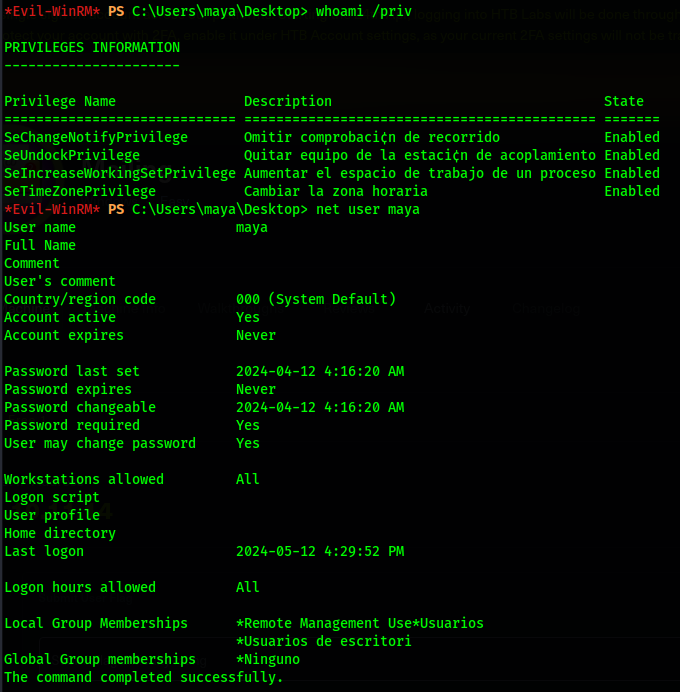 *Evil-WinRM* PS C:\Users\maya\Desktop> whoami /priv
PRIVILEGES INFORMATION
----------------------
Privilege Name                Description                                  State
============================= ============================================ =======
SeChangeNotifyPrivilege       Omitir comprobaci¢n de recorrido             Enabled
SeUndockPrivilege             Quitar equipo de la estaci¢n de acoplamiento Enabled
SeIncreaseWorkingSetPrivilege Aumentar el espacio de trabajo de un proceso Enabled
SeTimeZonePrivilege           Cambiar la zona horaria                      Enabled
*Evil-WinRM* PS C:\Users\maya\Desktop> net user maya
User name                    maya
Full Name
Comment
User's comment
Country/region code          000 (System Default)
Account active               Yes
Account expires              Never
Password last set            2024-04-12 4:16:20 AM
Password expires             Never
Password changeable          2024-04-12 4:16:20 AM
Password required            Yes
User may change password     Yes
Workstations allowed         All
Logon script
User profile
Home directory
Last logon                   2024-05-12 4:29:52 PM
Logon hours allowed          All
Local Group Memberships      *Remote Management Use*Usuarios
                             *Usuarios de escritori
Global Group memberships     *Ninguno
The command completed successfully.